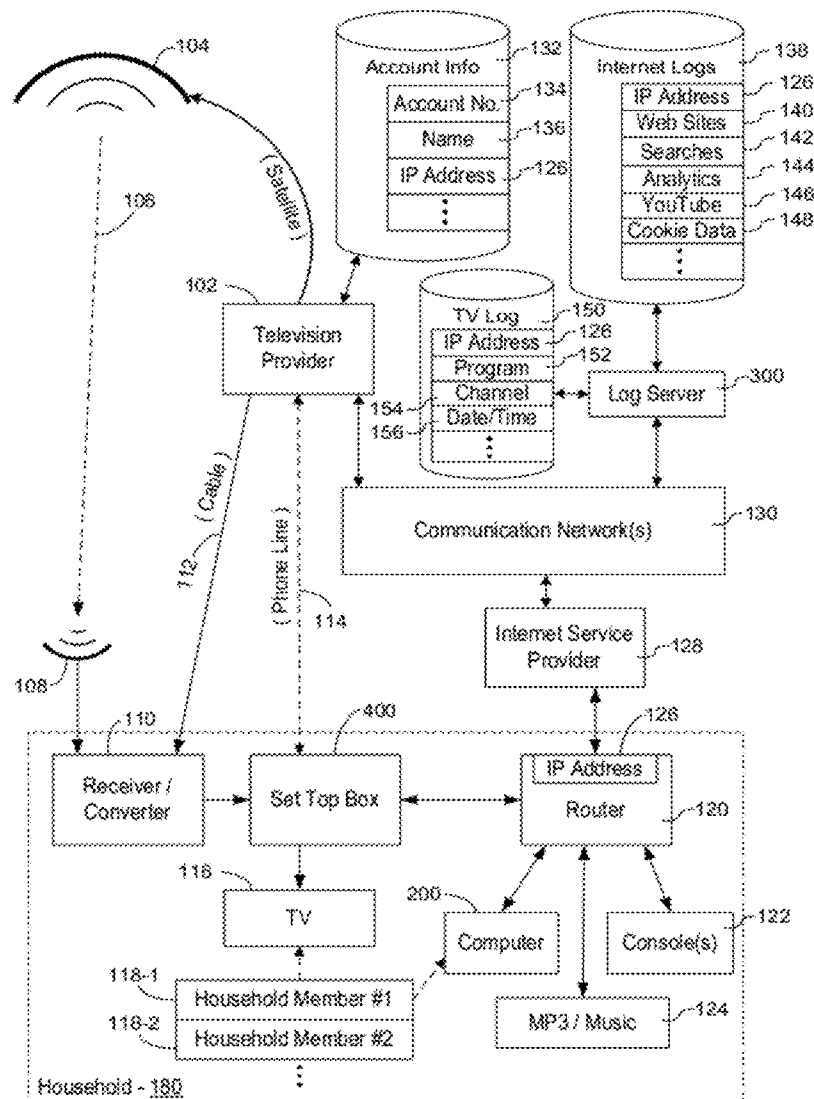 104
132
Account Info
Account No.
134
Name
136
IP Address
126
138
Internet Logs
IP Address
126
Web Sites
140
Searches
142
Analytics
144
YouTube
146
Cookie Data
148
106
( Satellite )
102
Television
Provider
TV Log
150
IP Address
126
Program
152
154
Channel
156
Date/Time
Log Server
300
( Cable )
112
( Phone Line )
114
Communication Network(s)
130
Internet Service
Provider
128
108
110
Receiver /
Converter
400
Set Top Box
126
IP Address
Router
120
116
TV
200
Computer
Console(s)
122
118-1
Household Member #1
118-2
Household Member #2
MP3 / Music
124
Household - 180